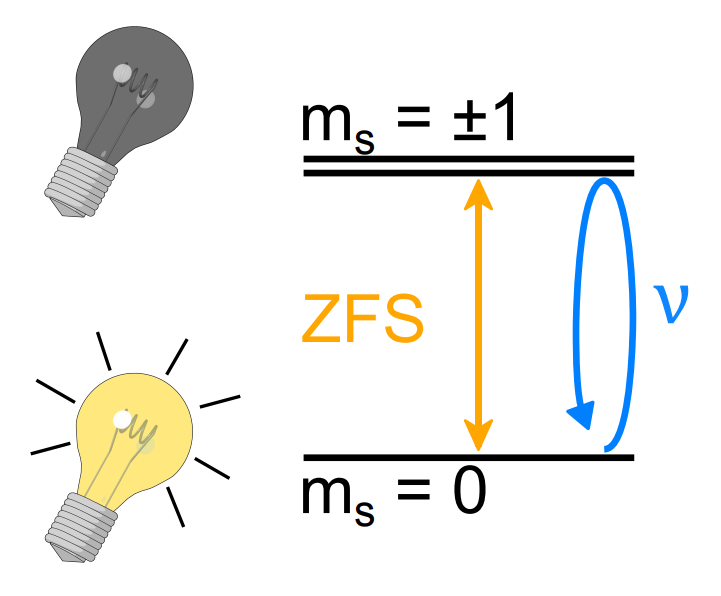 mₛ = ±1
ZFS
ν
mₛ = 0